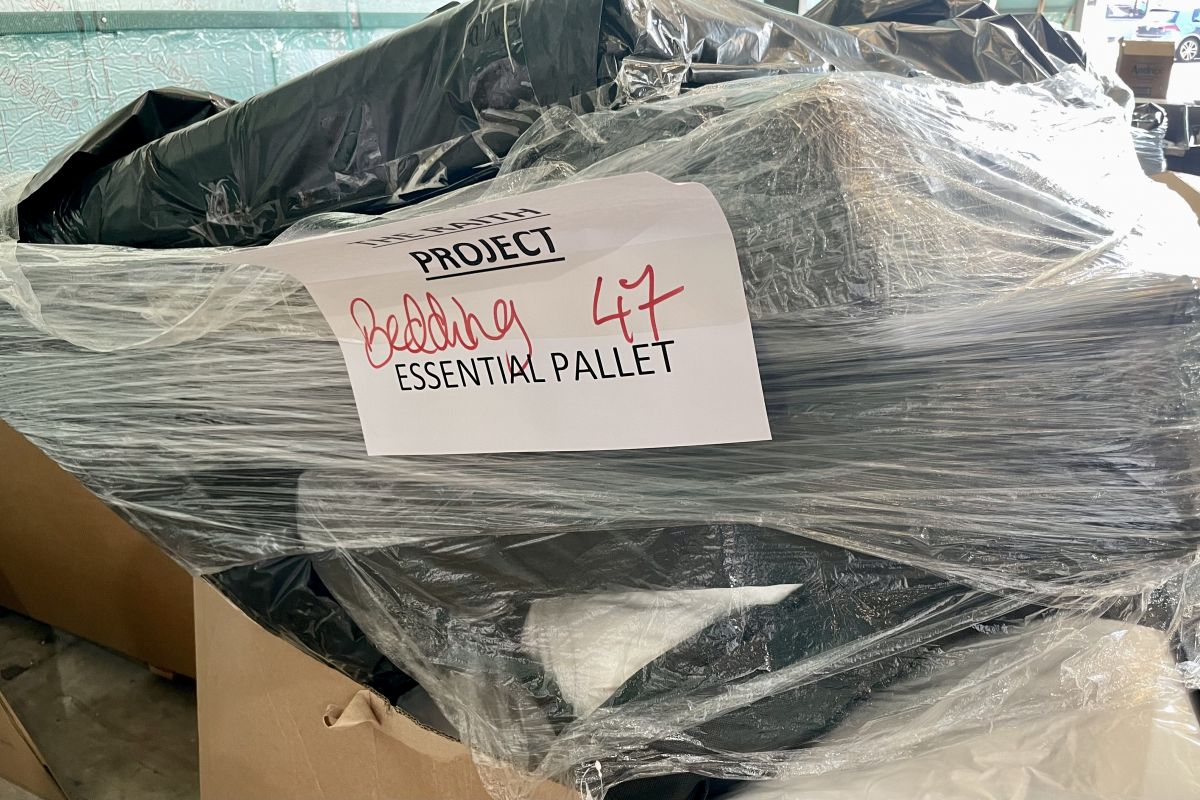 THE RAITH
PROJECT
Bedding 47
ESSENTIAL PALLET